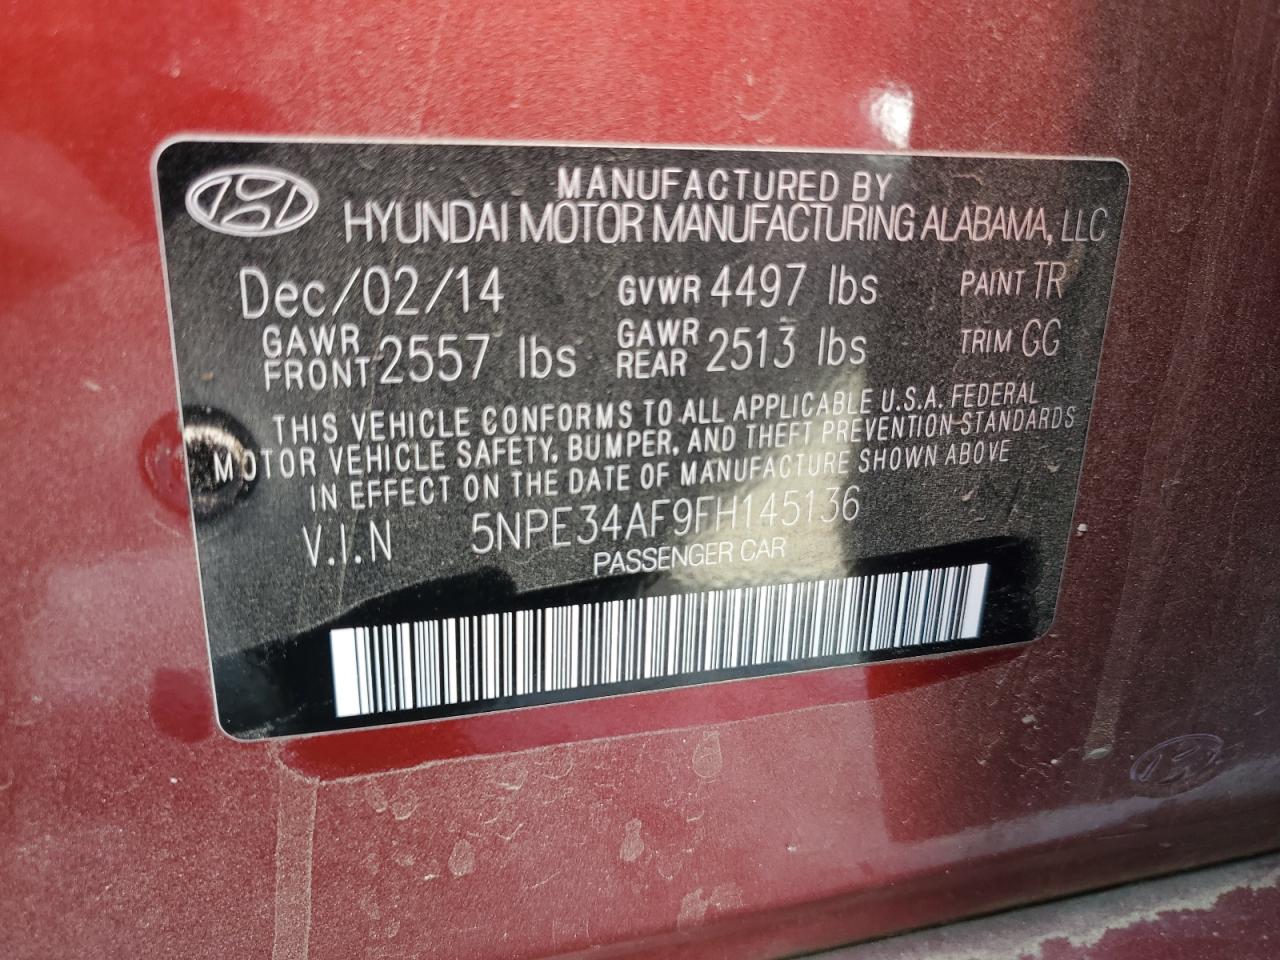 MANUFACTURED BY
HYUNDAI MOTOR MANUFACTURING ALABAMA, LLC
Dec/02/14 GVWR 4497 lbs PAINT TR
GAWR FRONT 2557 lbs GAWR REAR 2513 lbs TRIM GG
THIS VEHICLE CONFORMS TO ALL APPLICABLE U.S.A. FEDERAL
MOTOR VEHICLE SAFETY, BUMPER, AND THEFT PREVENTION STANDARDS
IN EFFECT ON THE DATE OF MANUFACTURE SHOWN ABOVE
V.I.N 5NPE34AF9FH145136
PASSENGER CAR